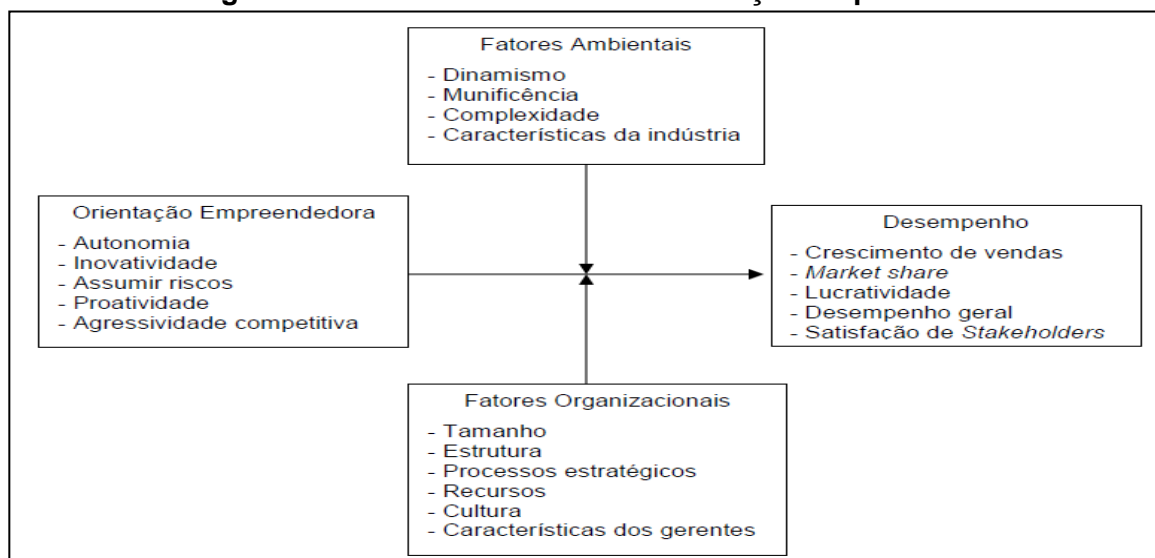 Fatores Ambientais
- Dinamismo
- Munificência
- Complexidade
- Características da indústria
Orientação Empreendedora
- Autonomia
- Inovatividade
- Assumir riscos
- Proatividade
- Agressividade competitiva
Desempenho
- Crescimento de vendas
- Market share
- Lucratividade
- Desempenho geral
- Satisfação de Stakeholders
Fatores Organizacionais
- Tamanho
- Estrutura
- Processos estratégicos
- Recursos
- Cultura
- Características dos gerentes